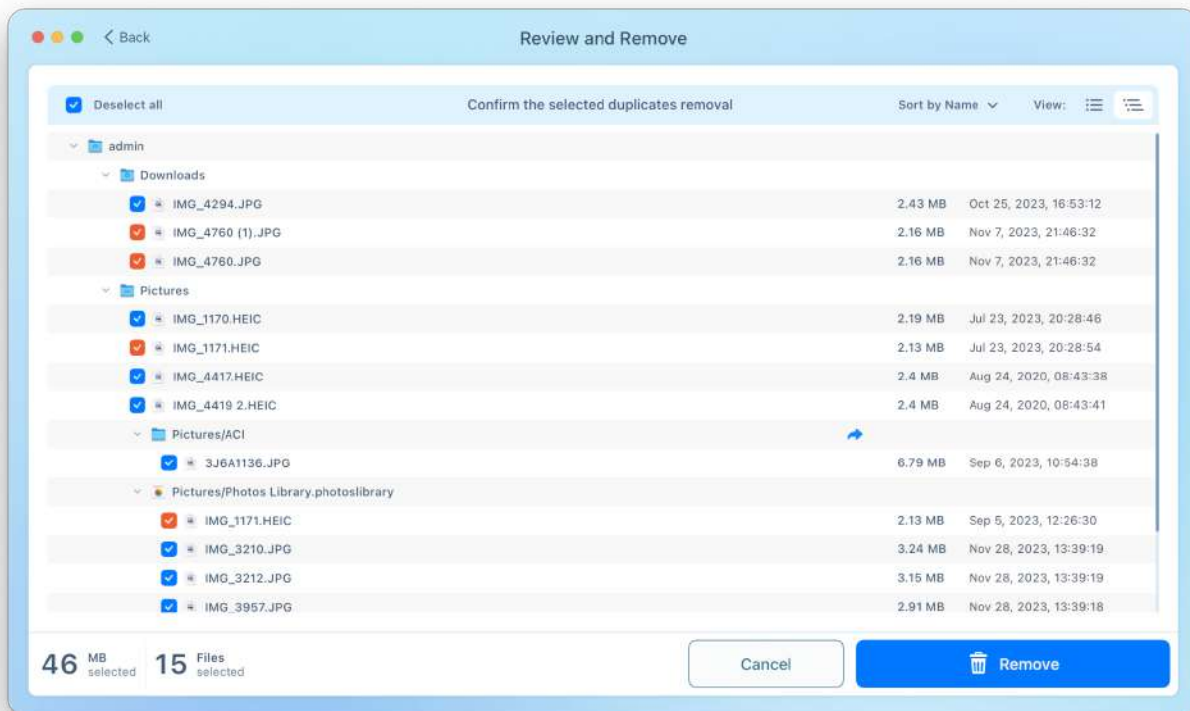 Back
Review and Remove
Deselect all Confirm the selected duplicates removal Sort by Name View:
admin
Downloads
IMG_4294.JPG 2.43 MB Oct 25, 2023, 16:53:12
IMG_4760 (1).JPG 2.16 MB Nov 7, 2023, 21:46:32
IMG_4760.JPG 2.16 MB Nov 7, 2023, 21:46:32
Pictures
IMG_1170.HEIC 2.19 MB Jul 23, 2023, 20:28:46
IMG_1171.HEIC 2.13 MB Jul 23, 2023, 20:28:54
IMG_4417.HEIC 2.4 MB Aug 24, 2020, 08:43:38
IMG_4419 2.HEIC 2.4 MB Aug 24, 2020, 08:43:41
Pictures/ACI
3J6A1136.JPG 6.79 MB Sep 6, 2023, 10:54:38
Pictures/Photos Library.photoslibrary
IMG_1171.HEIC 2.13 MB Sep 5, 2023, 12:26:30
IMG_3210.JPG 3.24 MB Nov 28, 2023, 13:39:19
IMG_3212.JPG 3.15 MB Nov 28, 2023, 13:39:19
IMG_3957.JPG 2.91 MB Nov 28, 2023, 13:39:18
46 MB selected 15 Files selected
Cancel
Remove